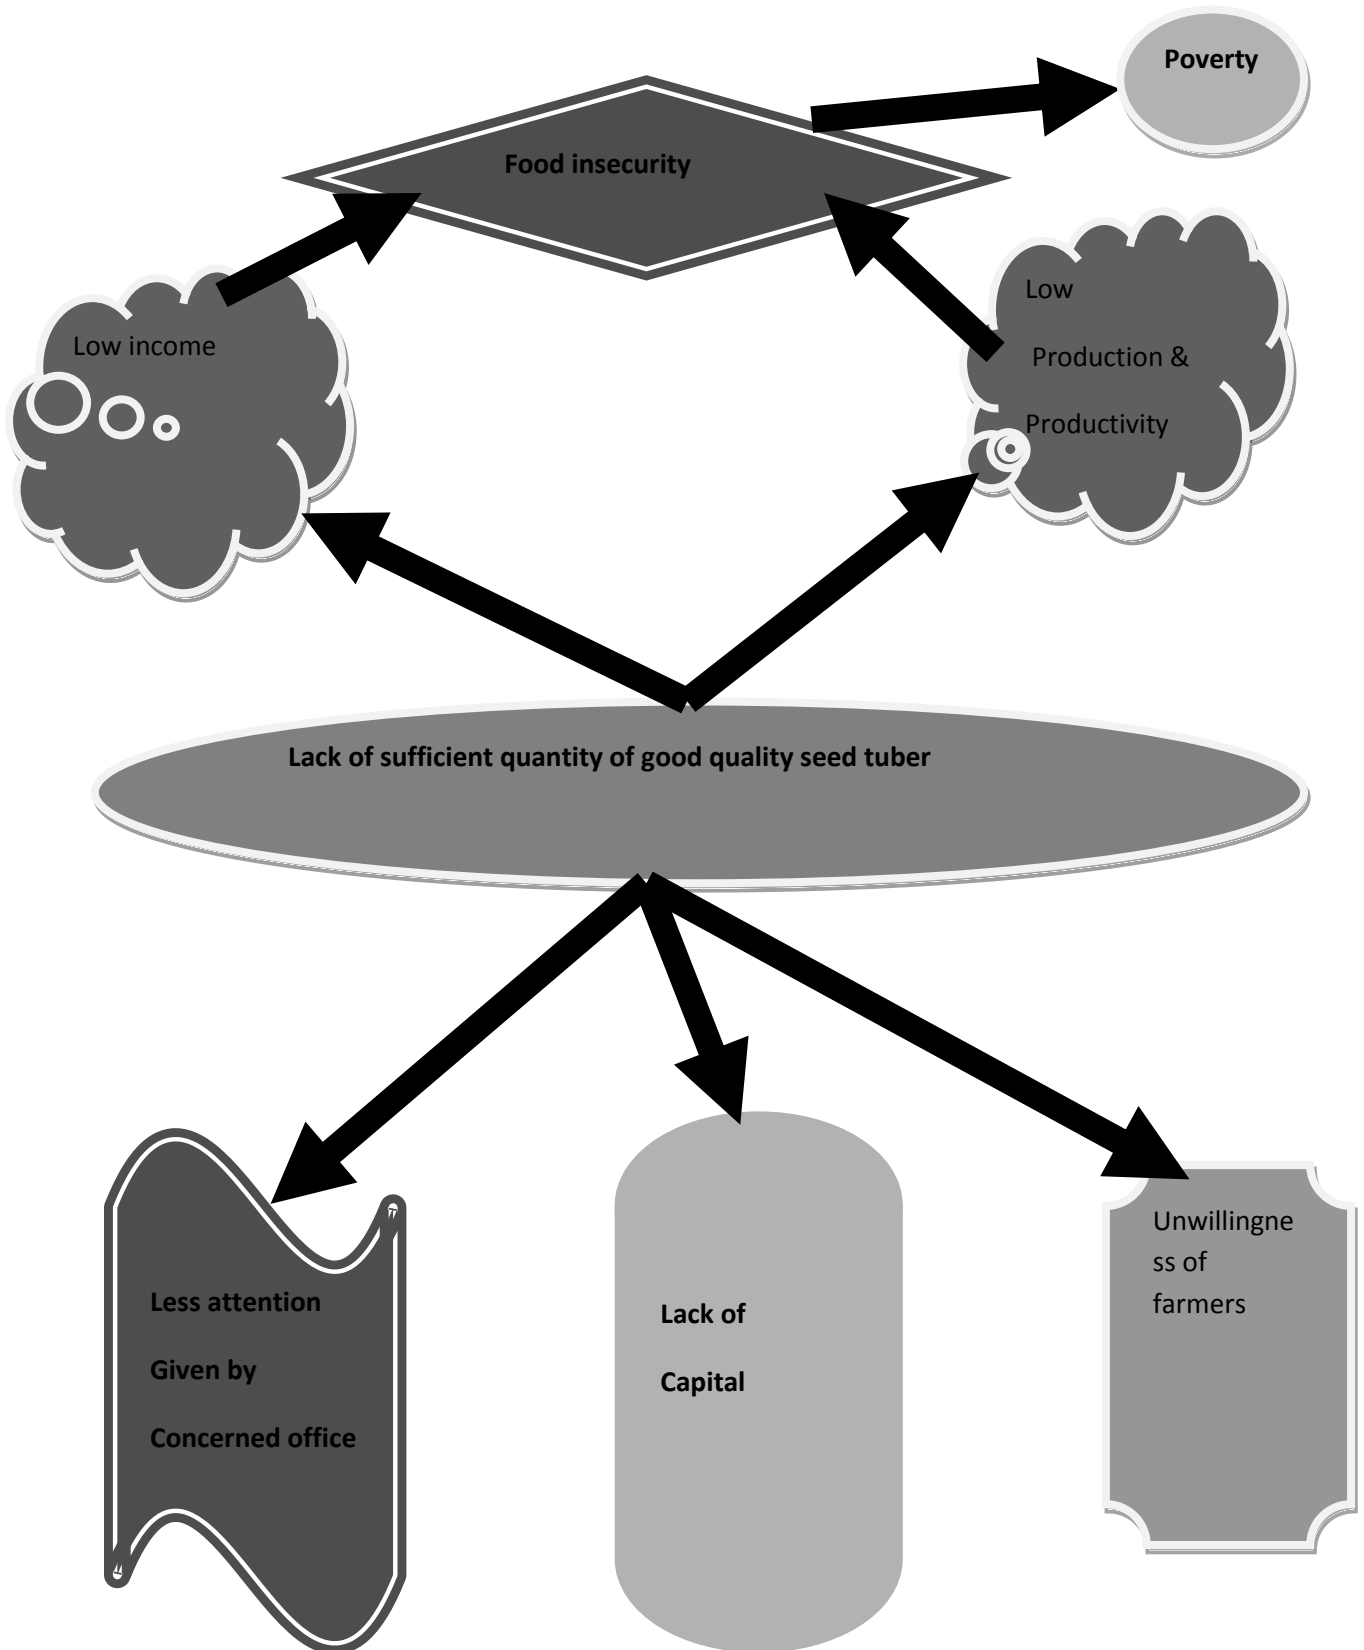 Poverty
Food insecurity
Low
Production &
Productivity
Low income
Lack of sufficient quantity of good quality seed tuber
Less attention
Given by
Concerned office
Lack of
Capital
Unwillingne
ss of
farmers